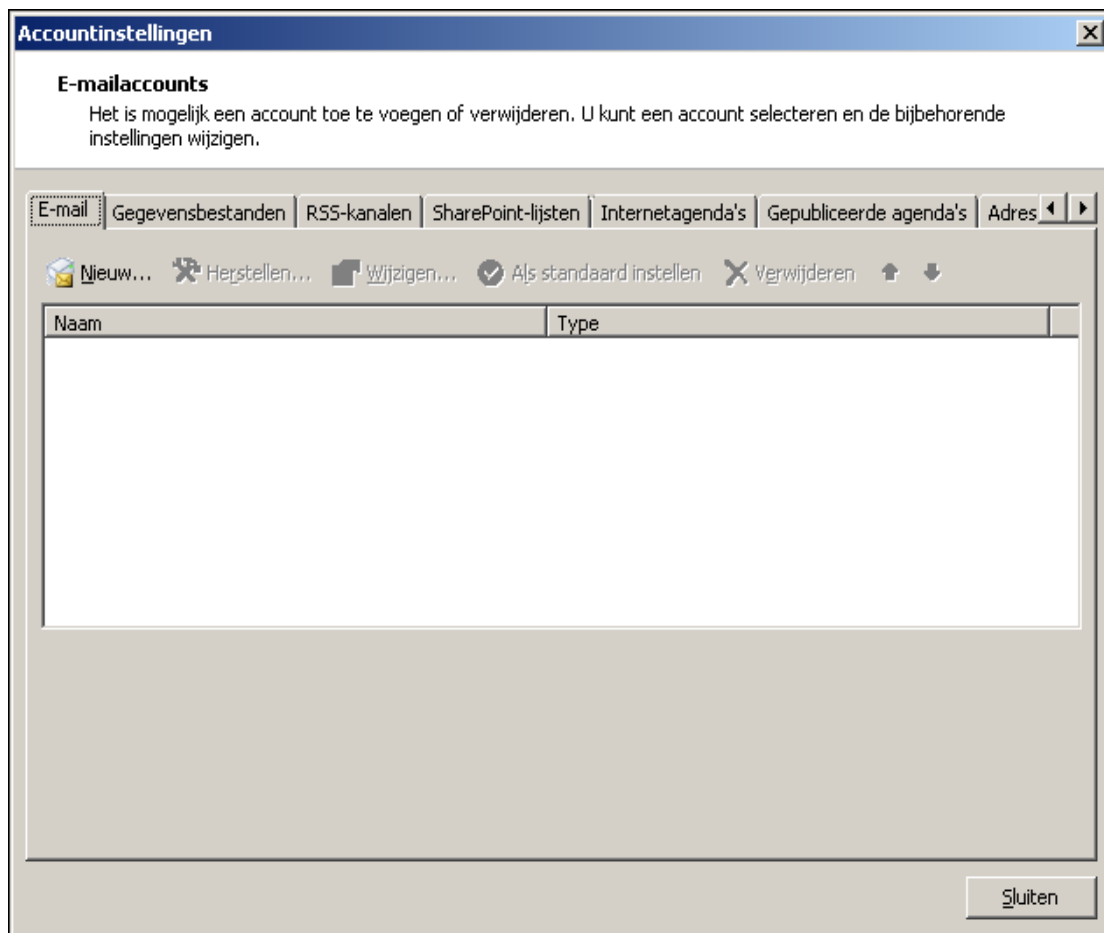 Accountinstellingen
E-mailaccounts
Het is mogelijk een account toe te voegen of verwijderen. U kunt een account selecteren en de bijbehorende
instellingen wijzigen.
E-mail Gegevensbestanden RSS-kanalen SharePoint-lijsten Internetagenda's Gepubliceerde agenda's Adres
Nieuw... Herstellen... Wijzigen... Als standaard instellen Verwijderen
Naam Type
Sluiten